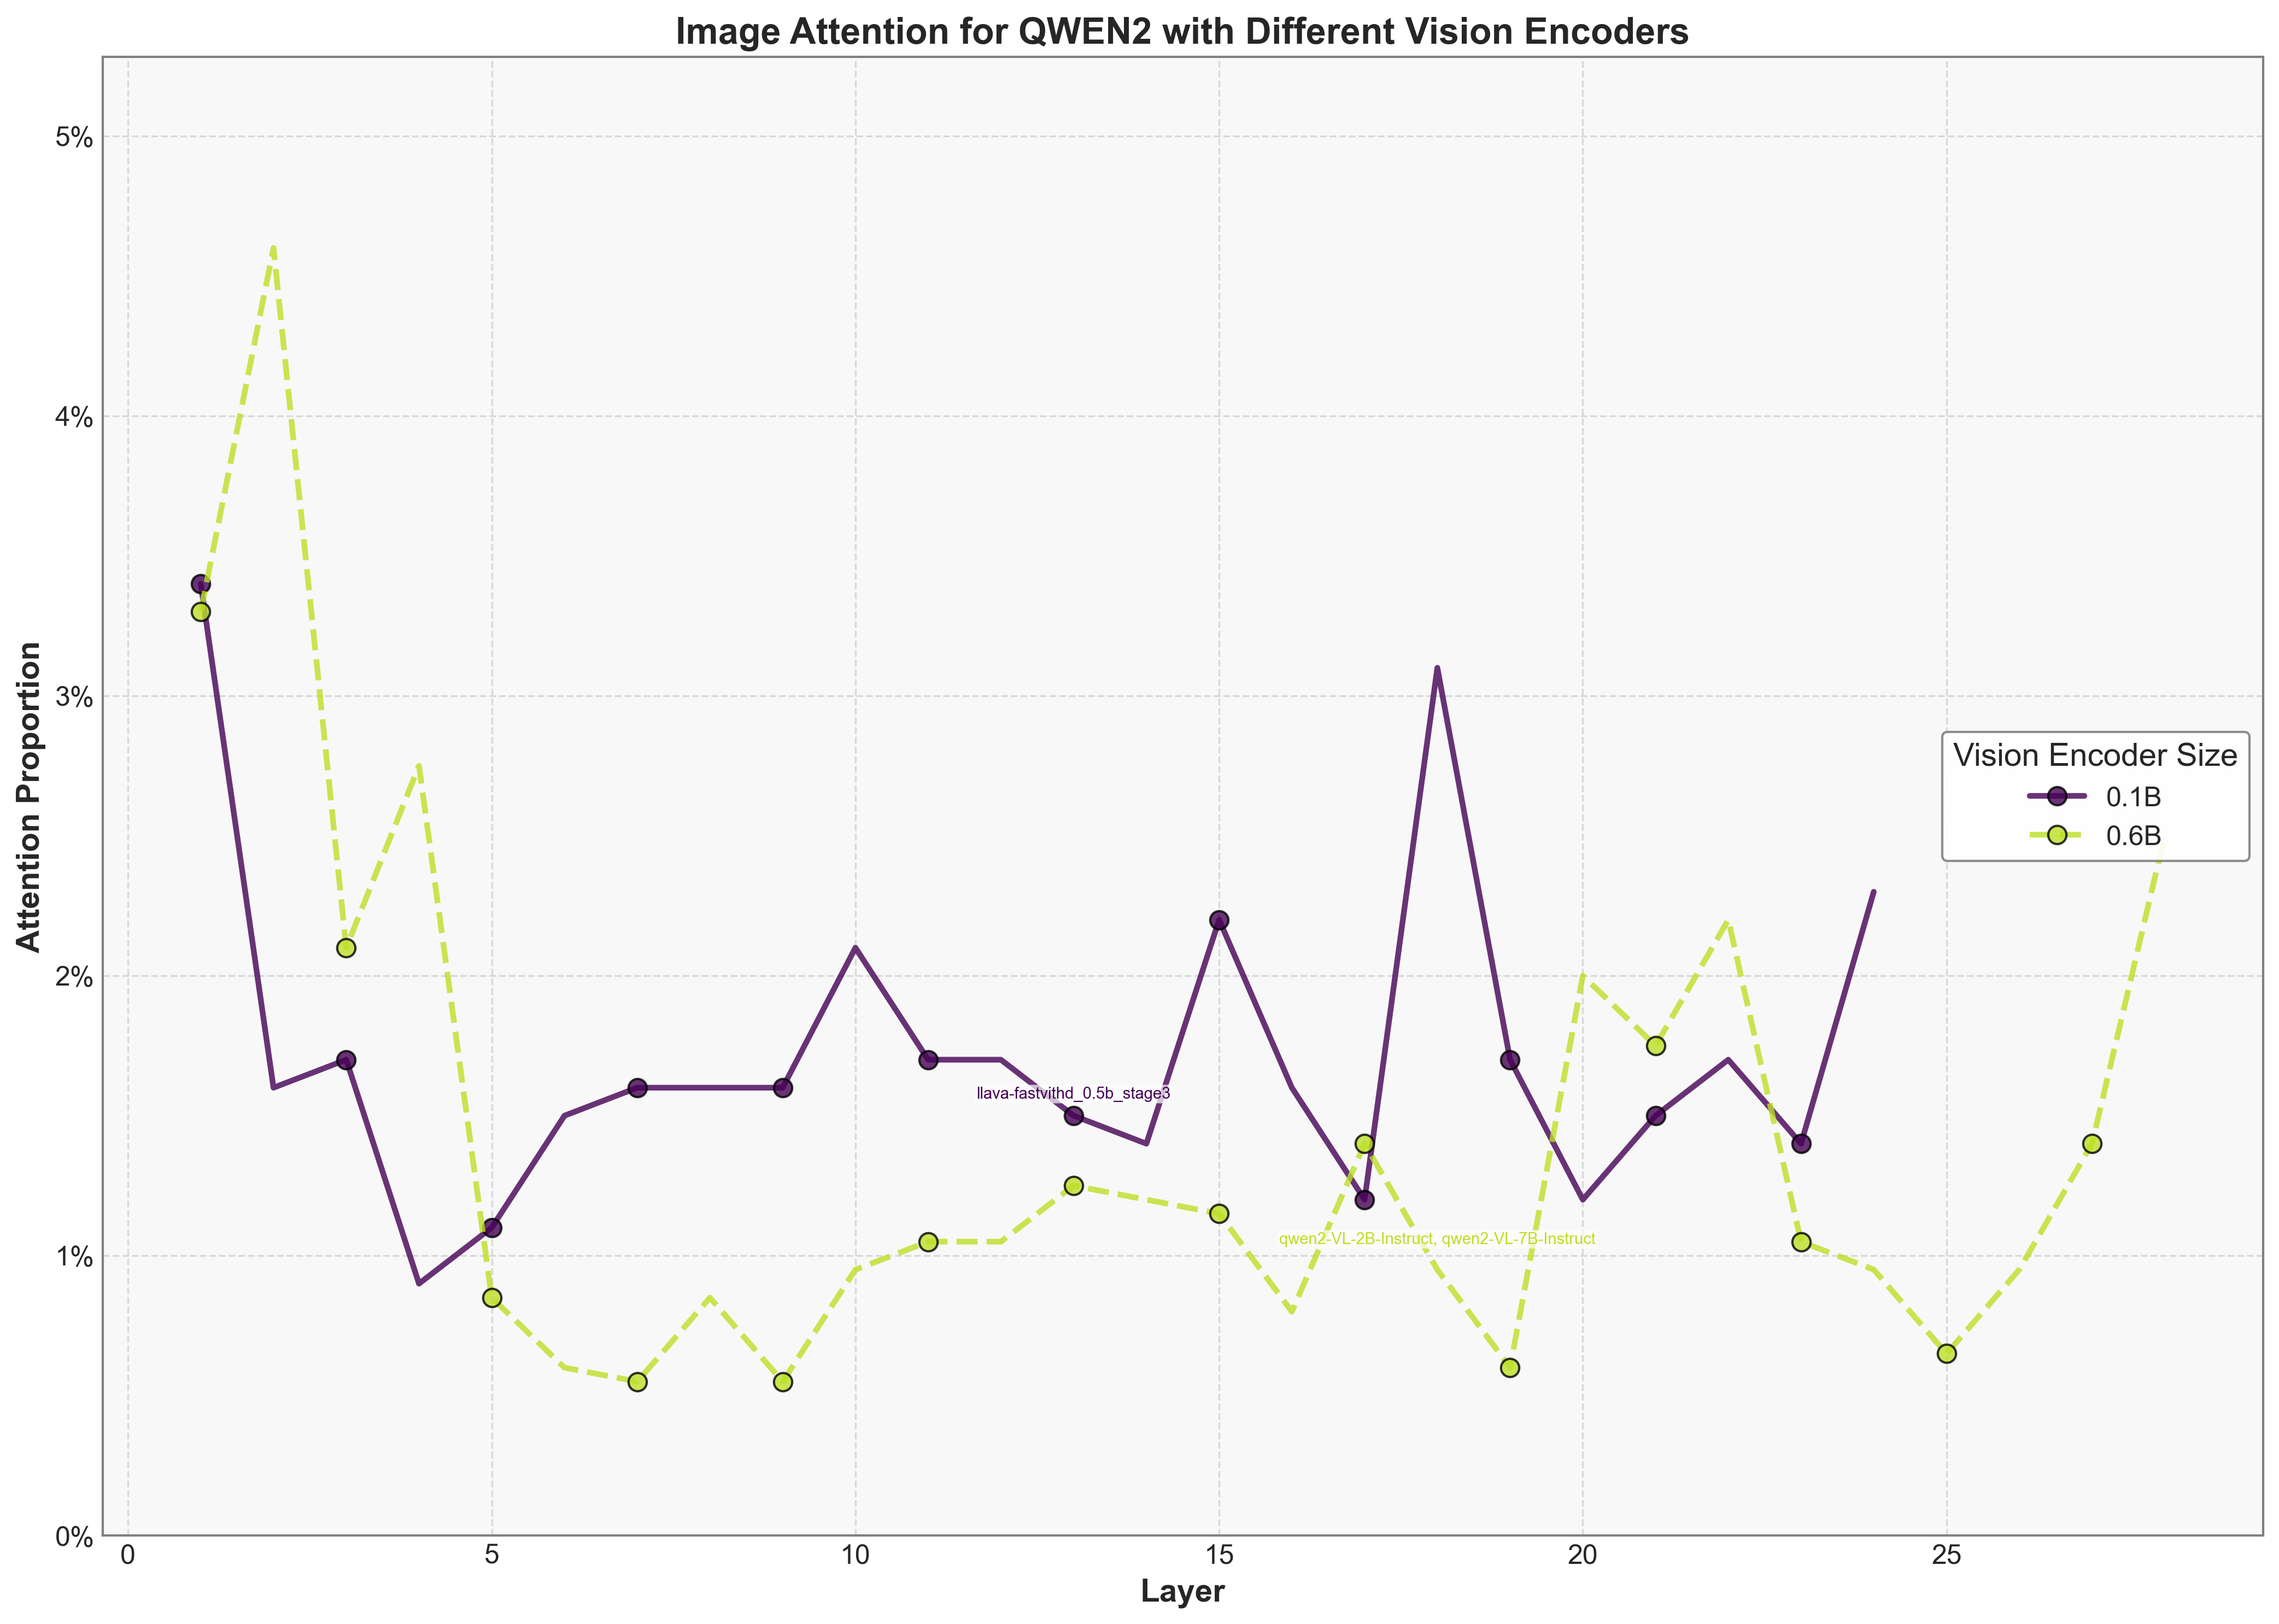 Image Attention for QWEN2 with Different Vision Encoders
5%
4%
3%
2%
1%
0%
Attention Proportion
Vision Encoder Size
0.1B
0.6B
llava-fastvithd_0.5b_stage3
qwen2-VL-2B-Instruct, qwen2-VL-7B-Instruct
0 5 10 15 20 25
Layer